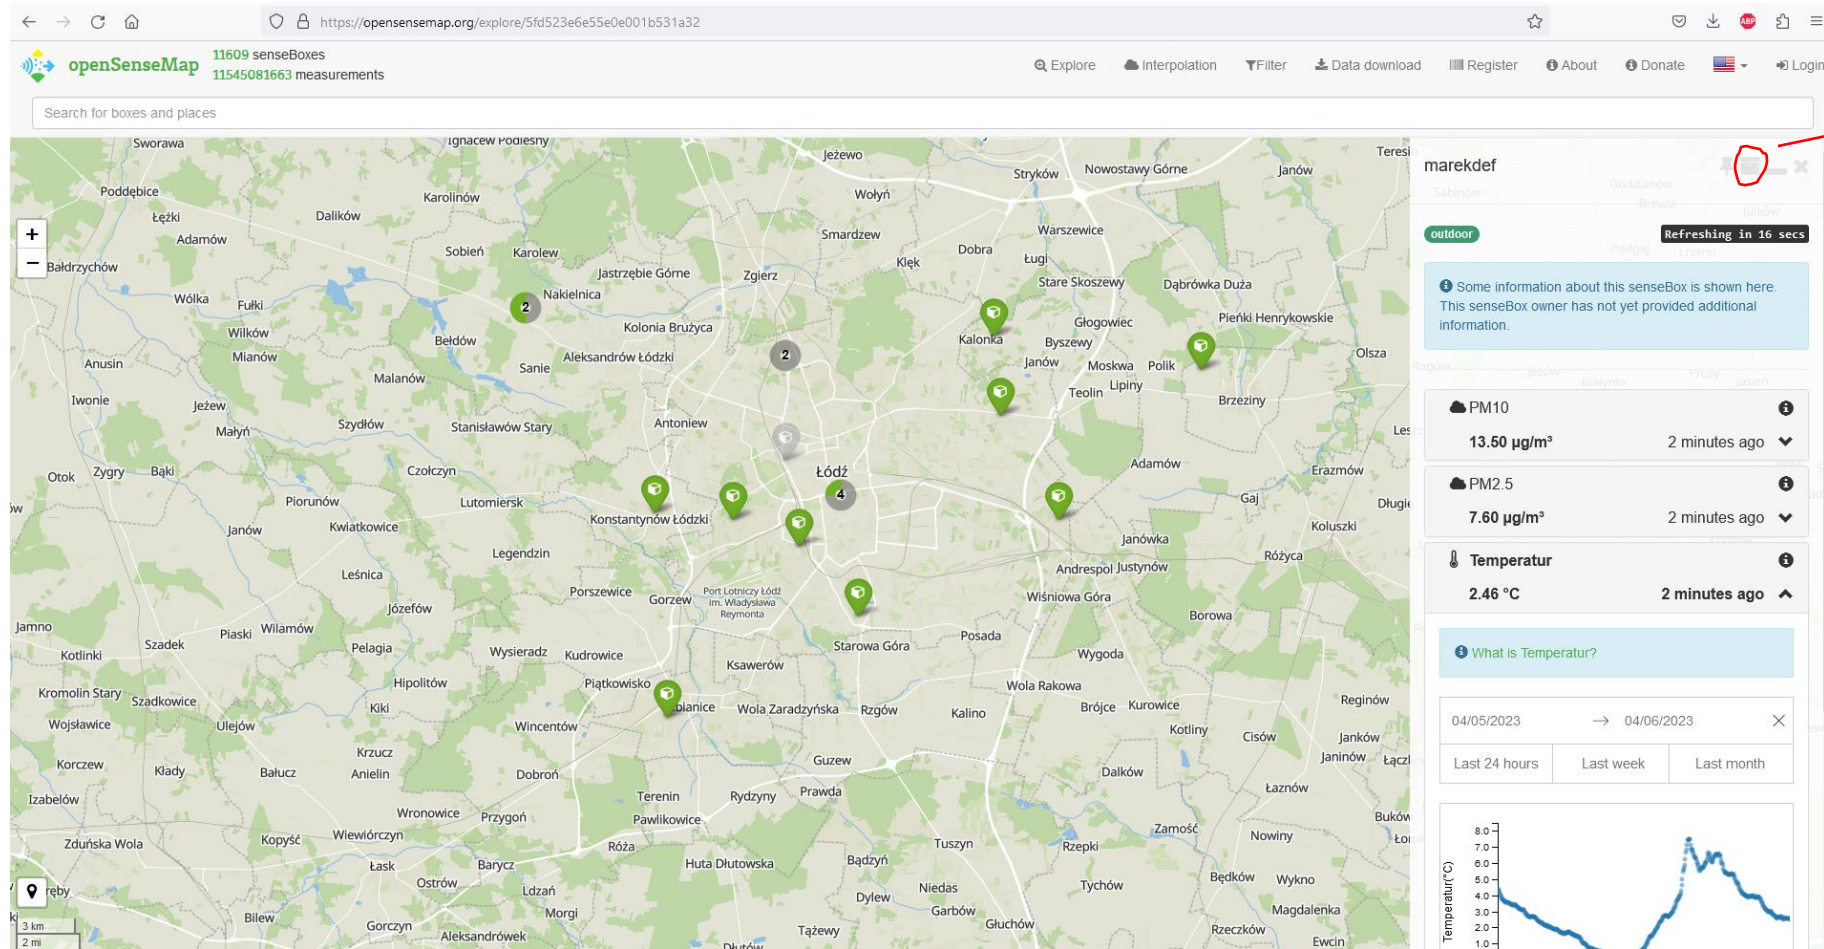 https://opensensemap.org/explore/5fd523e6e55e0e001b531a32
ABP
openSenseMap
11609 senseBoxes
11545081663 measurements
Explore
Interpolation
Filter
Data download
Register
About
Donate
Login
Search for boxes and places
Sworawa
Ignacew Podleśny
Jeżewo
Stryków
Nowostawy Górne
Janów
Poddębice
Karolinów
Wołyń
Łężki
Dalików
Adamów
Smardzew
Warszewice
+
−
Bałdrzychów
Sobień
Karolew
Klęk
Dobra
Ługi
Jastrzębie Górne
Zgierz
Stare Skoszewy
Dąbrówka Duża
Wólka
Fułki
2
Nakielnica
Kolonia Brużyca
Głogowiec
Pieńki Henrykowskie
Wilków
Bełdów
Kalonka
Byszewy
Mianów
Anusin
Sanie
Aleksandrów Łódzki
2
Janów
Moskwa
Polik
Olsza
Malanów
Teolin
Lipiny
Iwonie
Jeżew
Brzeziny
Małyń
Szydłów
Stanisławów Stary
Antoniew
Otok
Zygry
Bąki
Czołczyn
Łódź
Adamów
Erazmów
4
Piorunów
Lutomiersk
Gaj
Janów
Kwiatkowice
Konstantynów Łódzki
Koluszki
Legendzin
Janówka
Różyca
Leśnica
Andrespol
Justynów
Porszewice
Gorzew
Port Lotniczy Łódź
im. Władysława
Reymonta
Wiśniowa Góra
Józefów
Borowa
Jamno
Szadek
Piaski
Wilamów
Pelagia
Wysieradz
Kudrowice
Ksawerów
Starowa Góra
Posada
Wygoda
Kotlinki
Hipolitów
Piątkowisko
Wola Rakowa
Kromolin Stary
Szadkowice
Kiki
Wola Zaradzyńska
Rzgów
Kalino
Brójce
Kurowice
Reginów
Wojsławice
Ulejów
Wincentów
Kotliny
Cisów
Janków
Krzucz
Guzew
Janinów
Korczew
Kłady
Bałucz
Anielin
Dobroń
Dalków
Izabelów
Terenin
Rydzyny
Prawda
Łaznów
Wronowice
Przygoń
Pawlikowice
Zduńska Wola
Kopyść
Wiewiórczyn
Róża
Tuszyn
Rzepki
Zamość
Nowiny
Łask
Barycz
Huta Dłutowska
Bądzyń
Ostrów
Ldzań
Niedas
Tychów
Będków
Wykno
Dylew
Garbów
Bilew
Morgi
Magdalenka
Gorczyn
Aleksandrówek
Tążewy
Głuchów
Rzeczków
Ewcin
Dłutów
3 km
2 mi
marekdef
outdoor
Refreshing in 16 secs
Some information about this senseBox is shown here.
This senseBox owner has not yet provided additional
information.
PM10
13.50 µg/m³ 2 minutes ago
PM2.5
7.60 µg/m³ 2 minutes ago
Temperatur
2.46 °C 2 minutes ago
What is Temperatur?
04/05/2023 → 04/06/2023
Last 24 hours
Last week
Last month
8.0
7.0
6.0
5.0
4.0
3.0
2.0
1.0
Temperatur(°C)